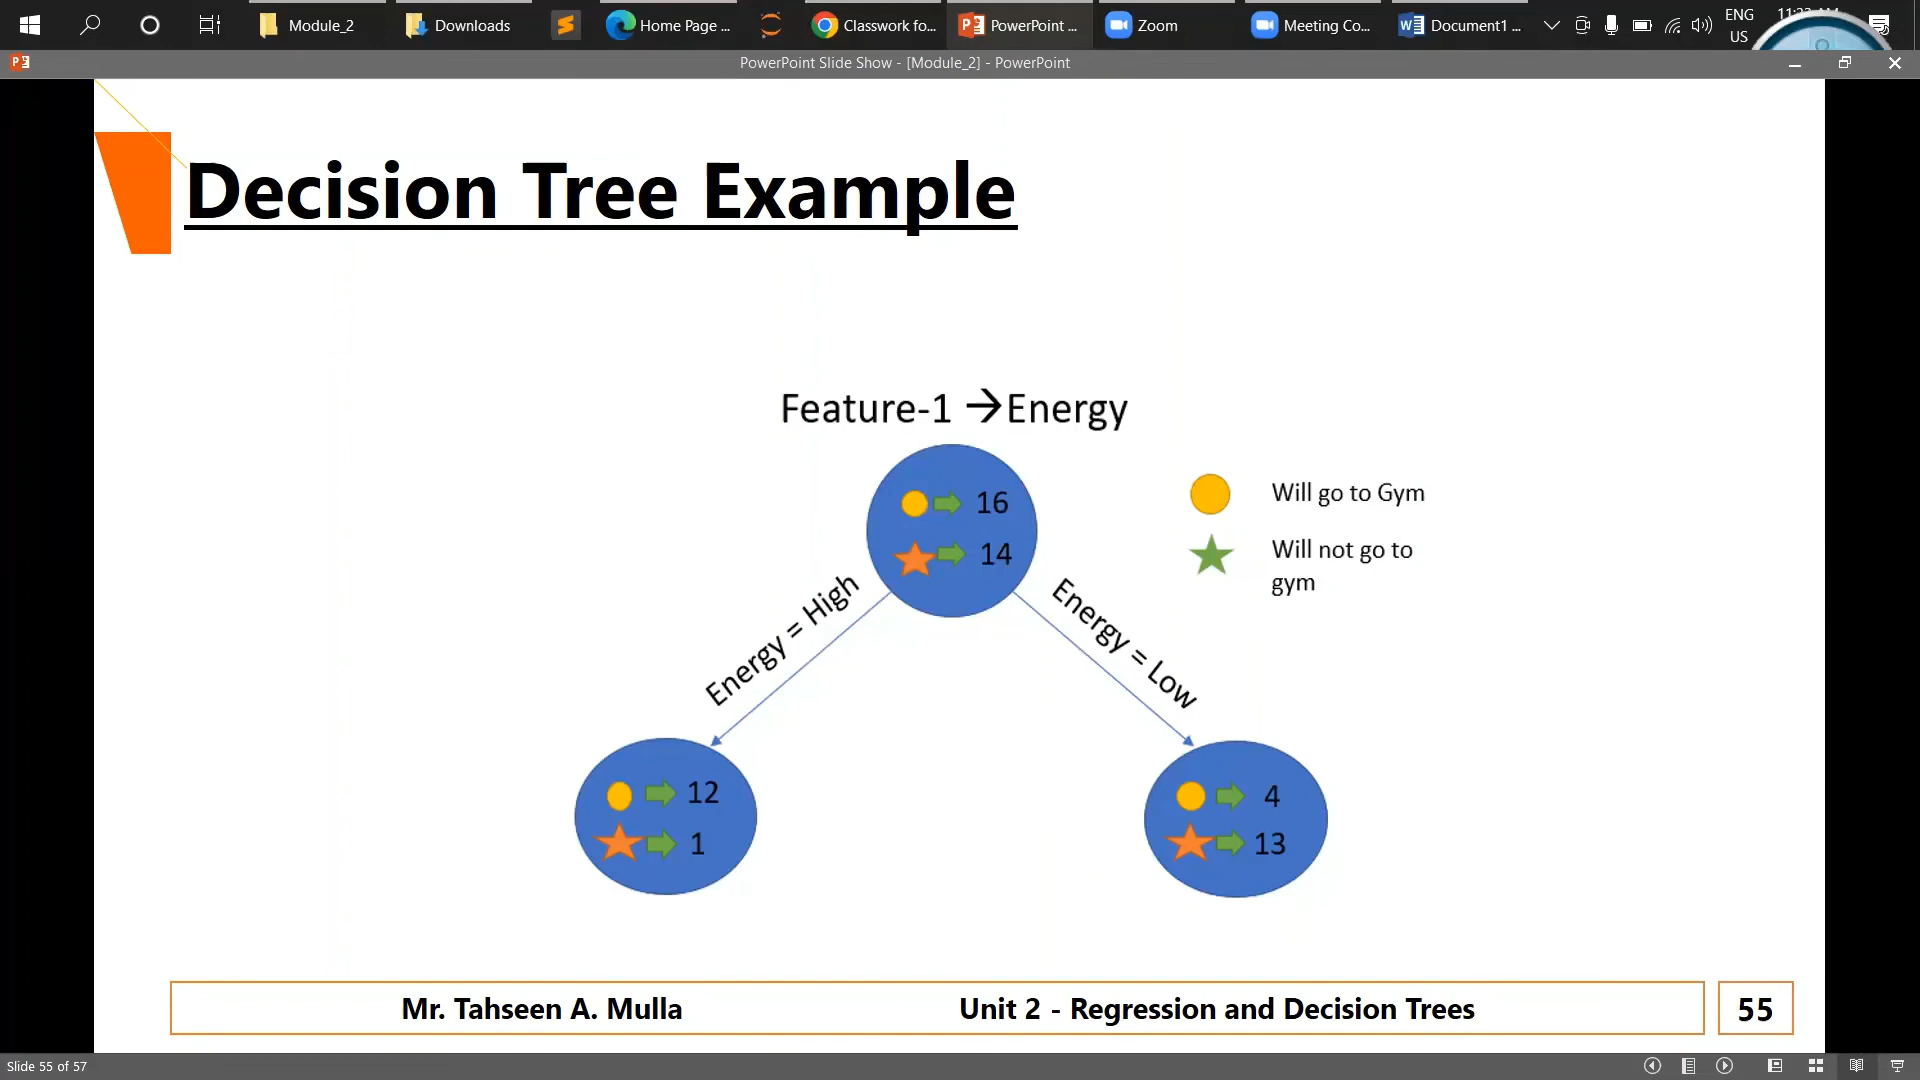 Module_2
Downloads
Home Page ...
Classwork fo...
PowerPoint ...
Zoom
Meeting Co...
Document1 ...
ENG
US
PowerPoint Slide Show - [Module_2] - PowerPoint
Decision Tree Example
Feature-1 →Energy
16
14
Will go to Gym
Will not go to
gym
Energy = High
Energy = Low
12
1
4
13
Mr. Tahseen A. Mulla
Unit 2 - Regression and Decision Trees
55
Slide 55 of 57